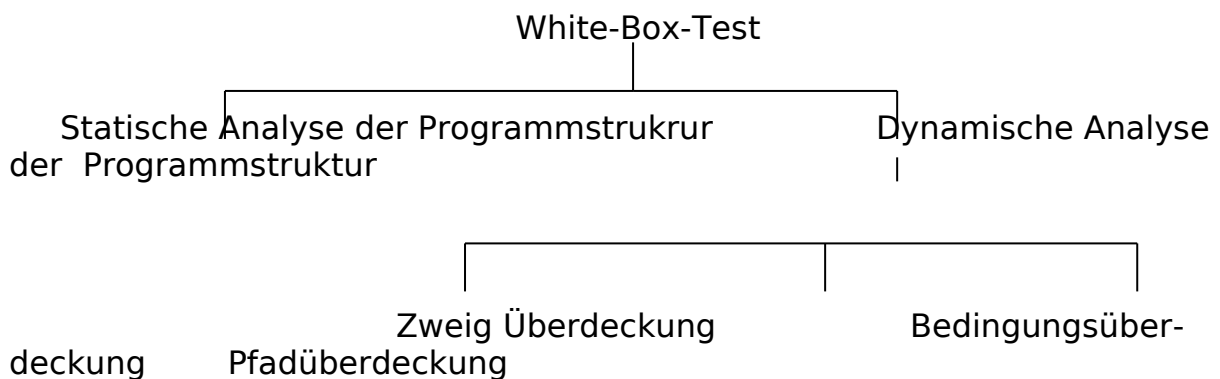 White-Box-Test
Statische Analyse der Programmstrukrur Dynamische Analyse
der Programmstruktur
Zweig Überdeckung Bedingungsüber-
deckung Pfadüberdeckung